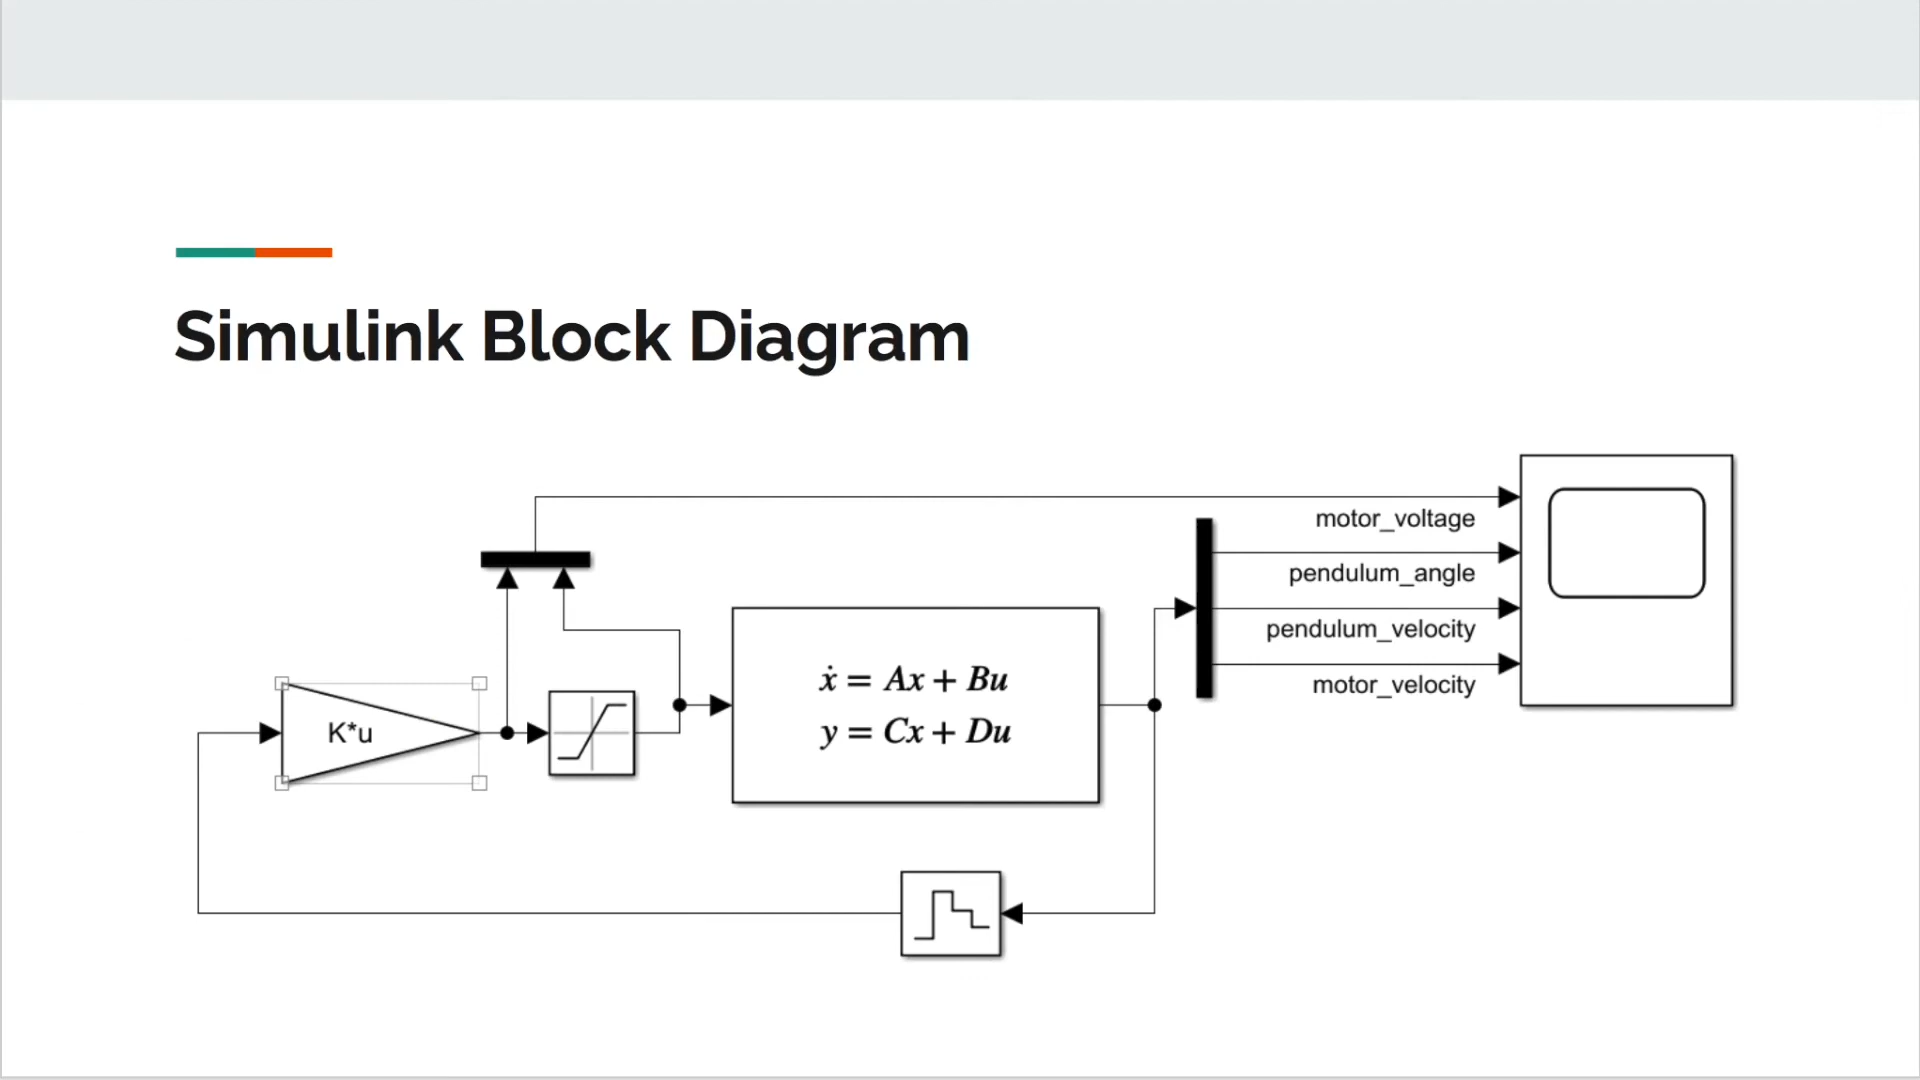 Simulink Block Diagram
motor_voltage
pendulum_angle
pendulum_velocity
motor_velocity
K*u
ẋ = Ax + Bu
y = Cx + Du